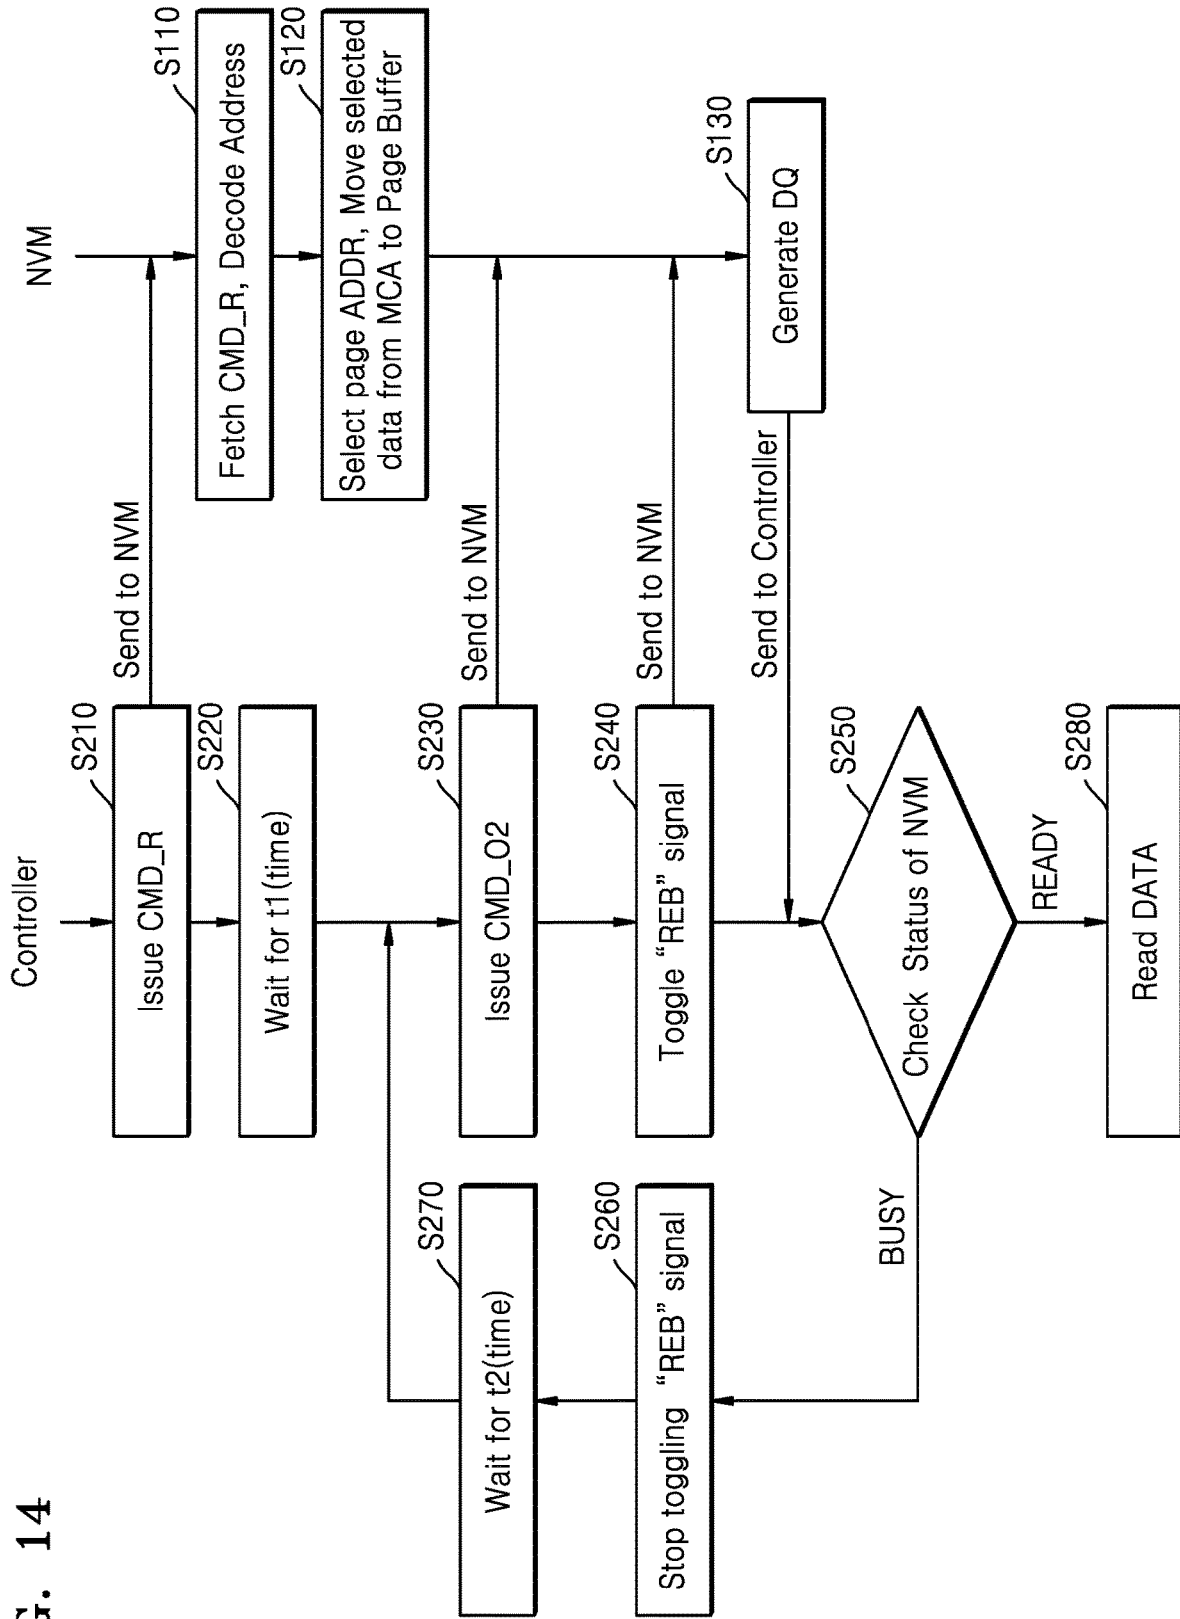 G. 14
Controller
NVM
S210
Issue CMD_R
Send to NVM
S110
Fetch CMD_R, Decode Address
S220
Wait for t1(time)
S120
Select page ADDR, Move selected
data from MCA to Page Buffer
S270
Wait for t2(time)
S230
Issue CMD_O2
Send to NVM
S260
Stop toggling "REB" signal
S240
Toggle "REB" signal
Send to NVM
S130
Generate DQ
Send to Controller
S250
Check Status of NVM
BUSY
READY
S280
Read DATA